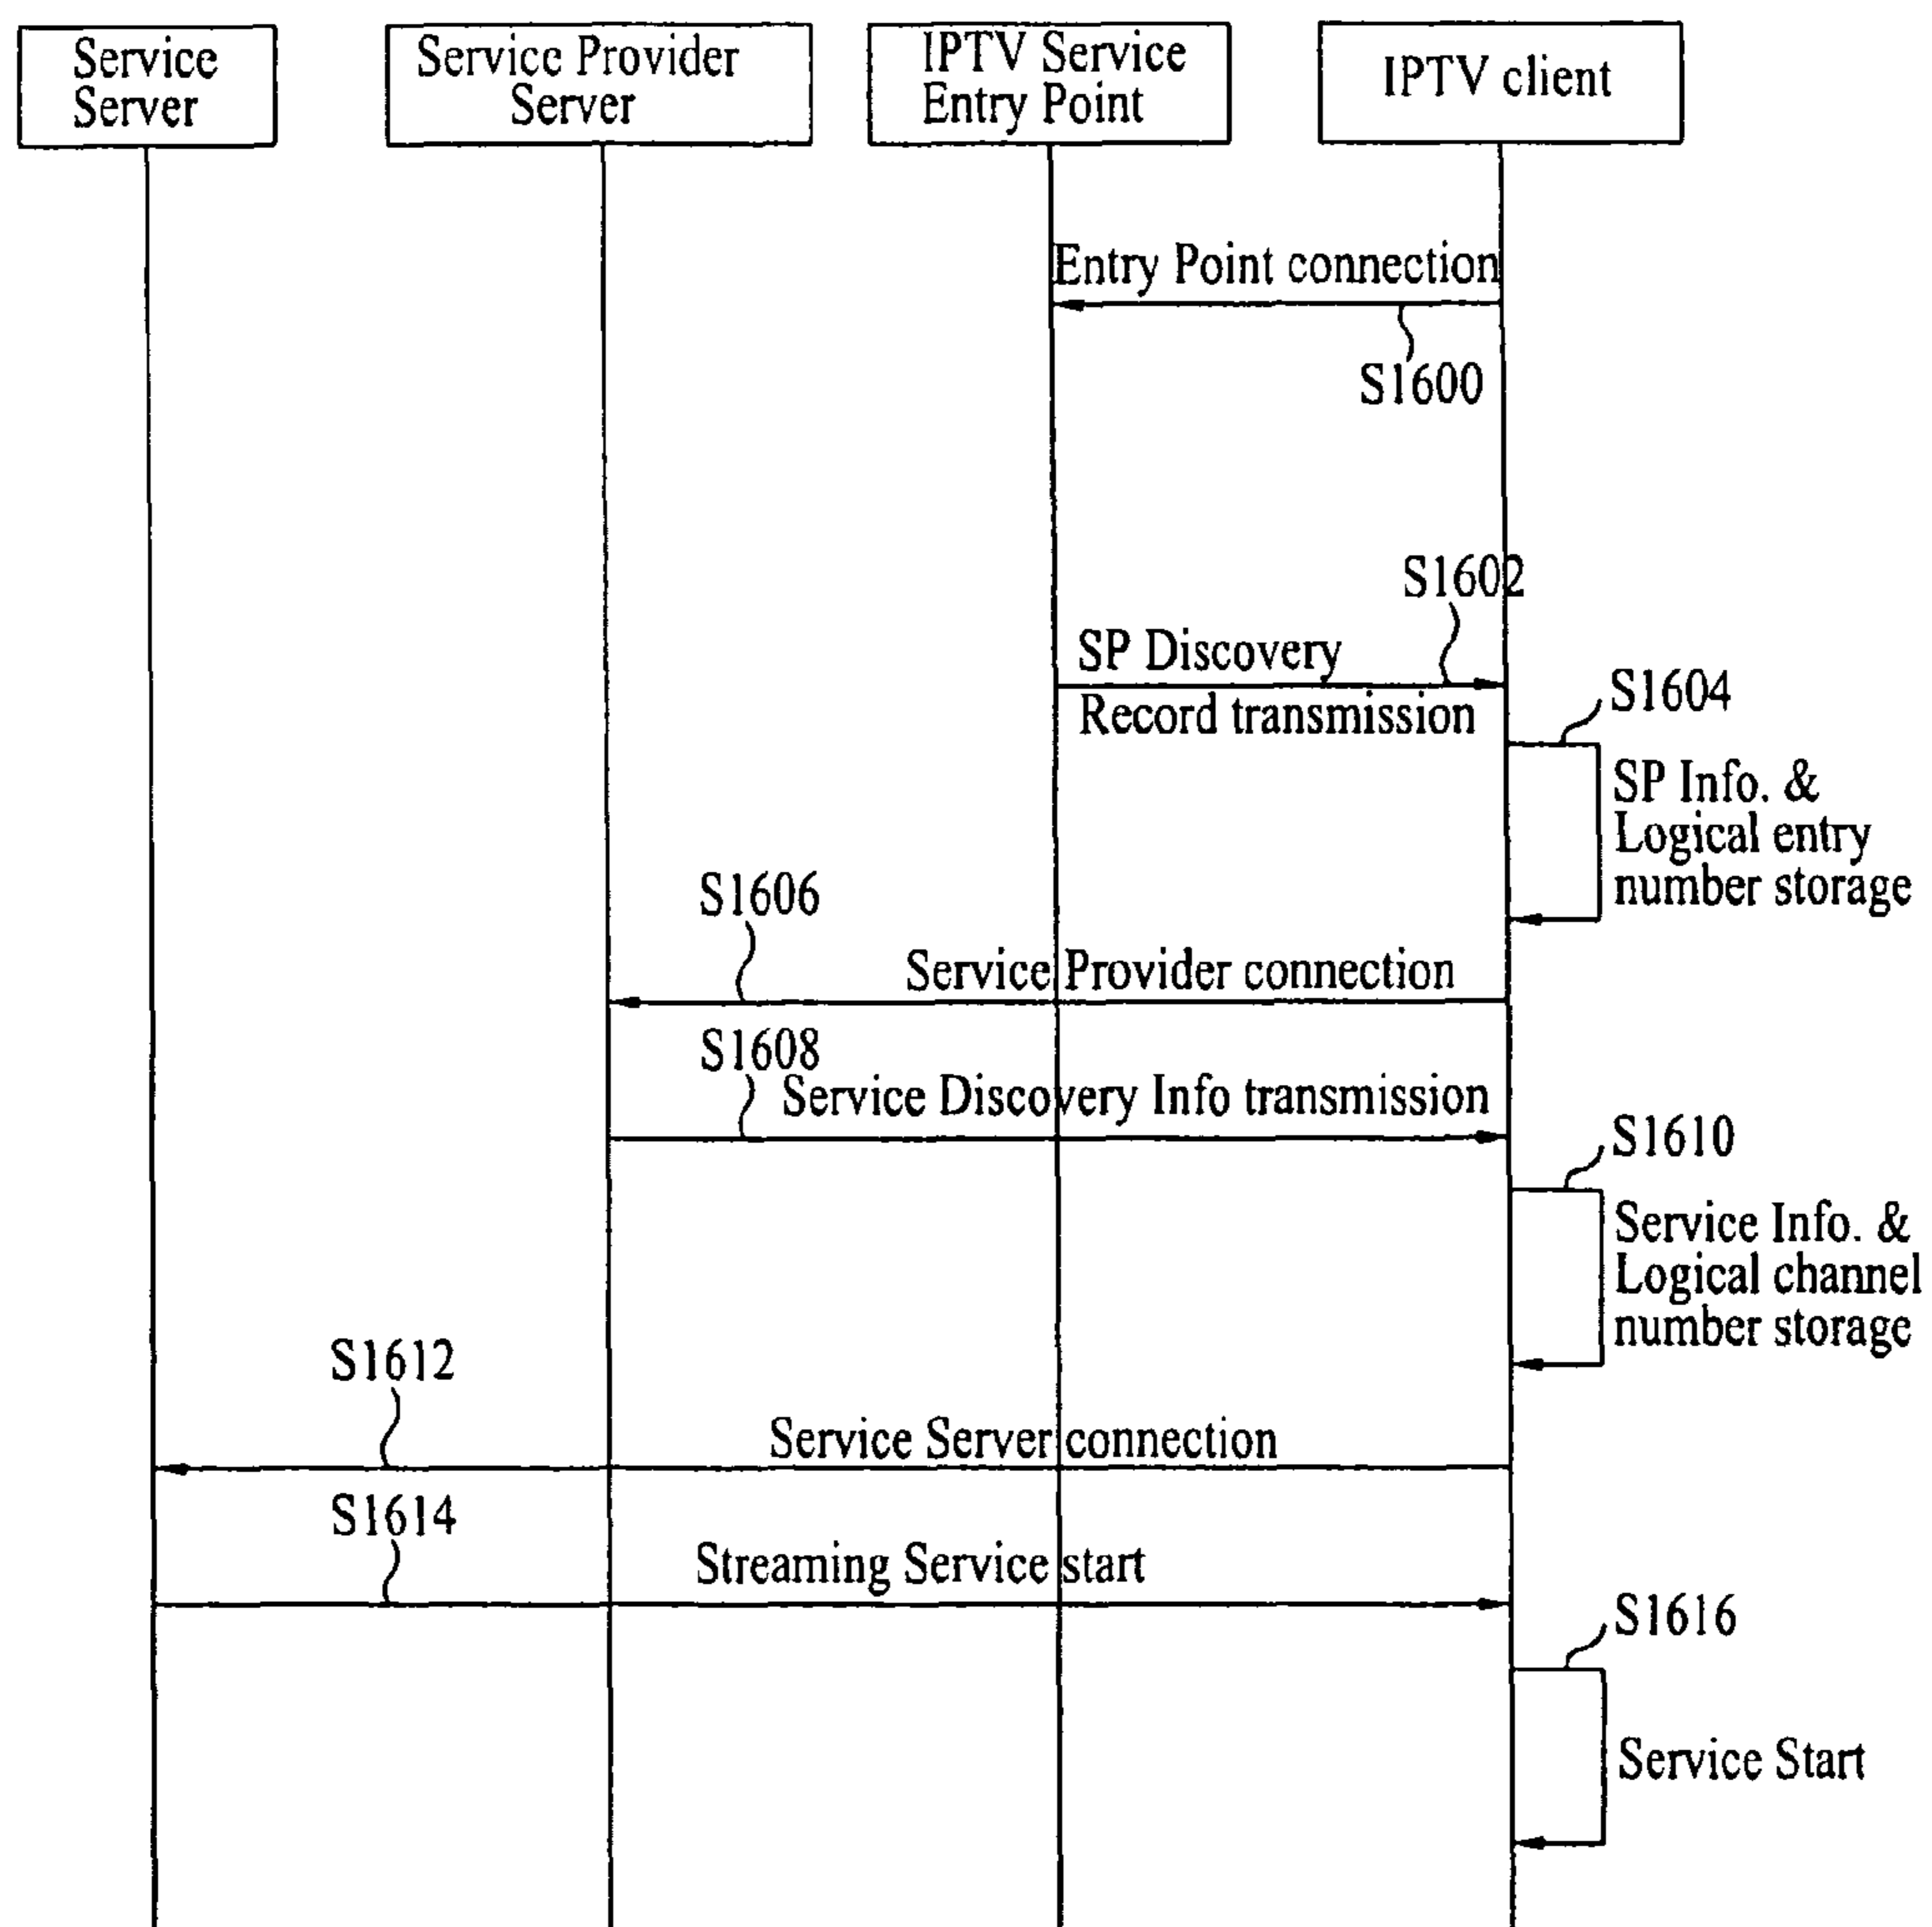 Service
Server
Service Provider
Server
IPTV Service
Entry Point
IPTV client
Entry Point connection
S1600
S1602
SP Discovery
Record transmission
S1604
SP Info. &
Logical entry
number storage
S1606
Service Provider connection
S1608
Service Discovery Info transmission
S1610
Service Info. &
Logical channel
number storage
S1612
Service Server connection
S1614
Streaming Service start
S1616
Service Start